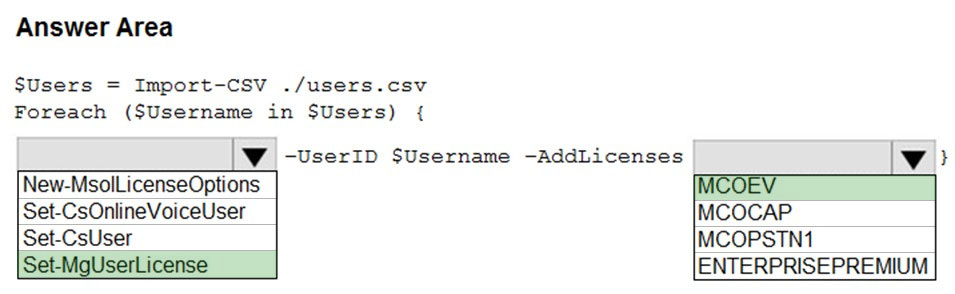 Answer Area
$Users = Import-CSV ./users.csv
Foreach ($Username in $Users) {
-UserID $Username -AddLicenses }
New-MsolLicenseOptions
Set-CsOnlineVoiceUser
Set-CsUser
Set-MgUserLicense
MCOEV
MCOCAP
MCOPSTN1
ENTERPRISEPREMIUM